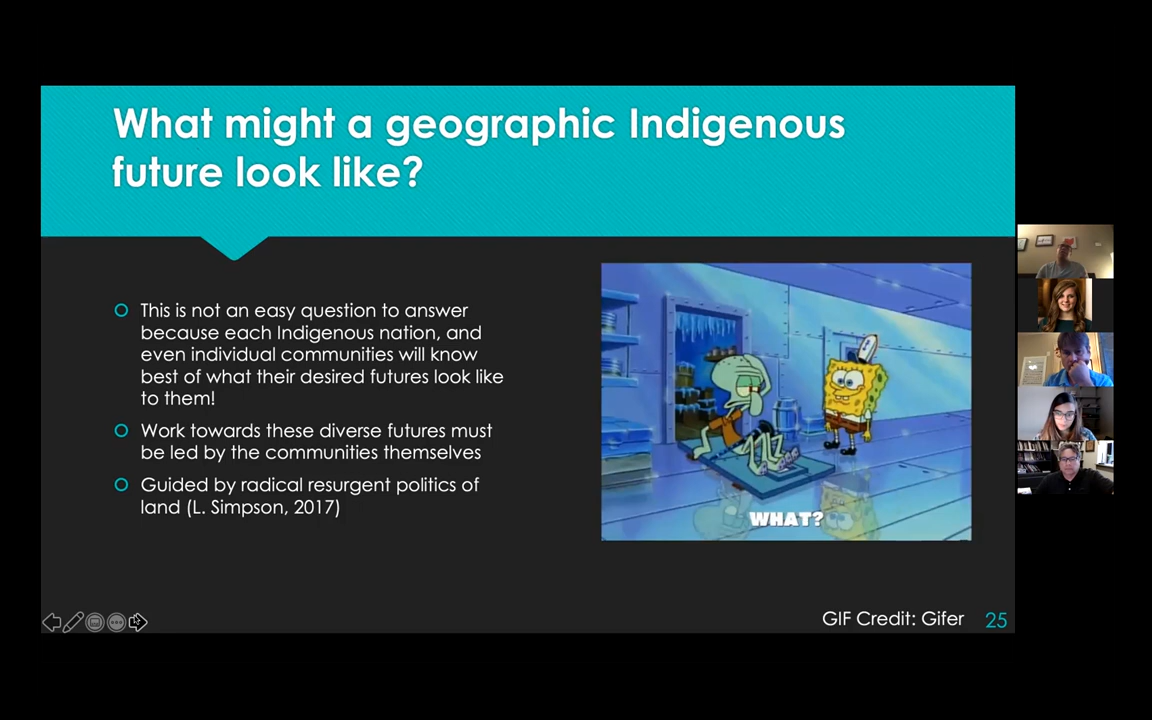 What might a geographic Indigenous
future look like?
This is not an easy question to answer
because each Indigenous nation, and
even individual communities will know
best of what their desired futures look like
to them!
Work towards these diverse futures must
be led by the communities themselves
Guided by radical resurgent politics of
land (L. Simpson, 2017)
WHAT?
GIF Credit: Gifer
25